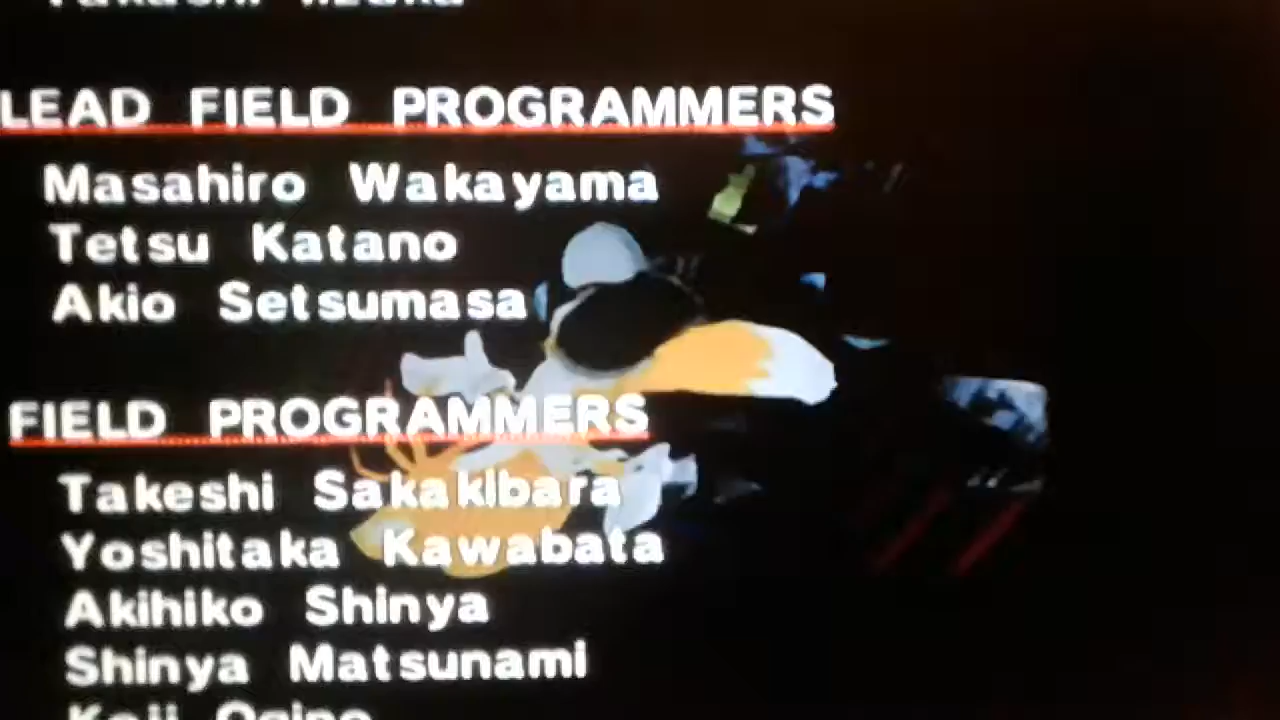 LEAD FIELD PROGRAMMERS
Masahiro Wakayama
Tetsu Katano
Akio Setsumasa
FIELD PROGRAMMERS
Takeshi Sakakibara
Yoshitaka Kawabata
Akihiko Shinya
Shinya Matsunami